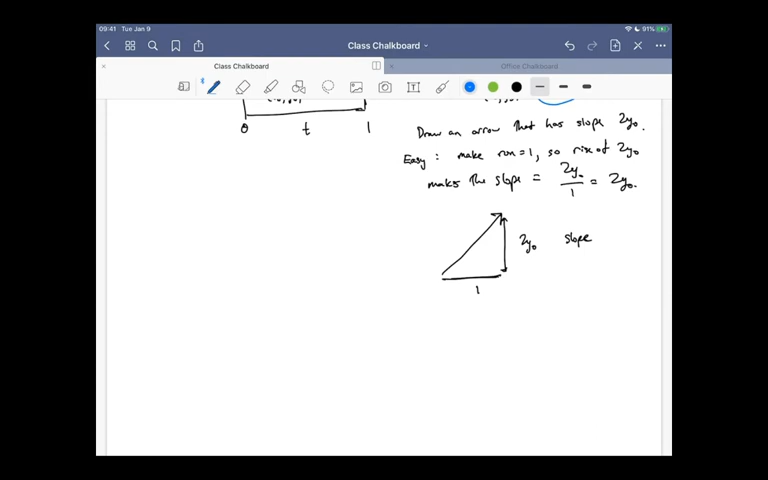 09:41 Tue Jan 9
91%
Class Chalkboard
Class Chalkboard
Office Chalkboard
0 t 1
Draw an arrow that has slope 2y₀.
Easy : make run = 1, so rise of 2y₀
makes the slope = 2y₀/1 = 2y₀.
2y₀ slope
1